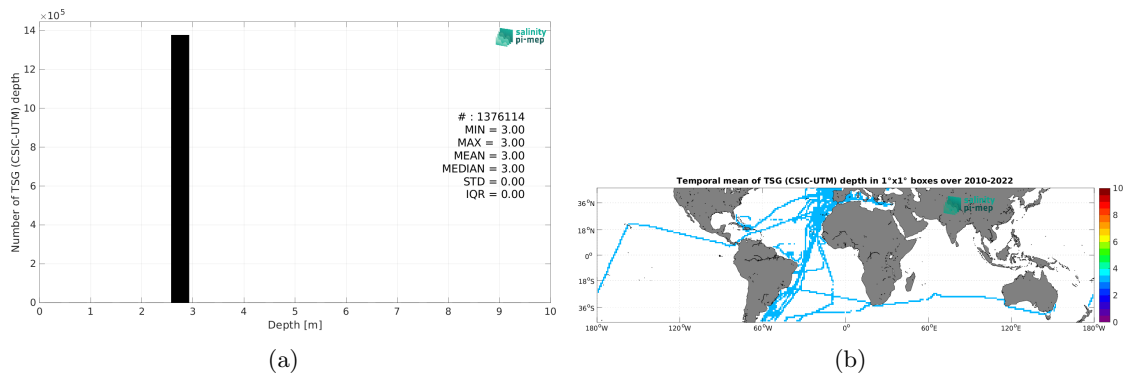 ×10⁵
14
12
10
8
6
4
2
0
Number of TSG (CSIC-UTM) depth
0 1 2 3 4 5 6 7 8 9 10
Depth [m]
salinity
pi-mep
# : 1376114
MIN = 3.00
MAX = 3.00
MEAN = 3.00
MEDIAN = 3.00
STD = 0.00
IQR = 0.00
(a)
Temporal mean of TSG (CSIC-UTM) depth in 1°x1° boxes over 2010-2022
salinity
pi-mep
36°N
18°N
0°
18°S
36°S
180°W 120°W 60°W 0° 60°E 120°E 180°W
10
8
6
4
2
0
(b)